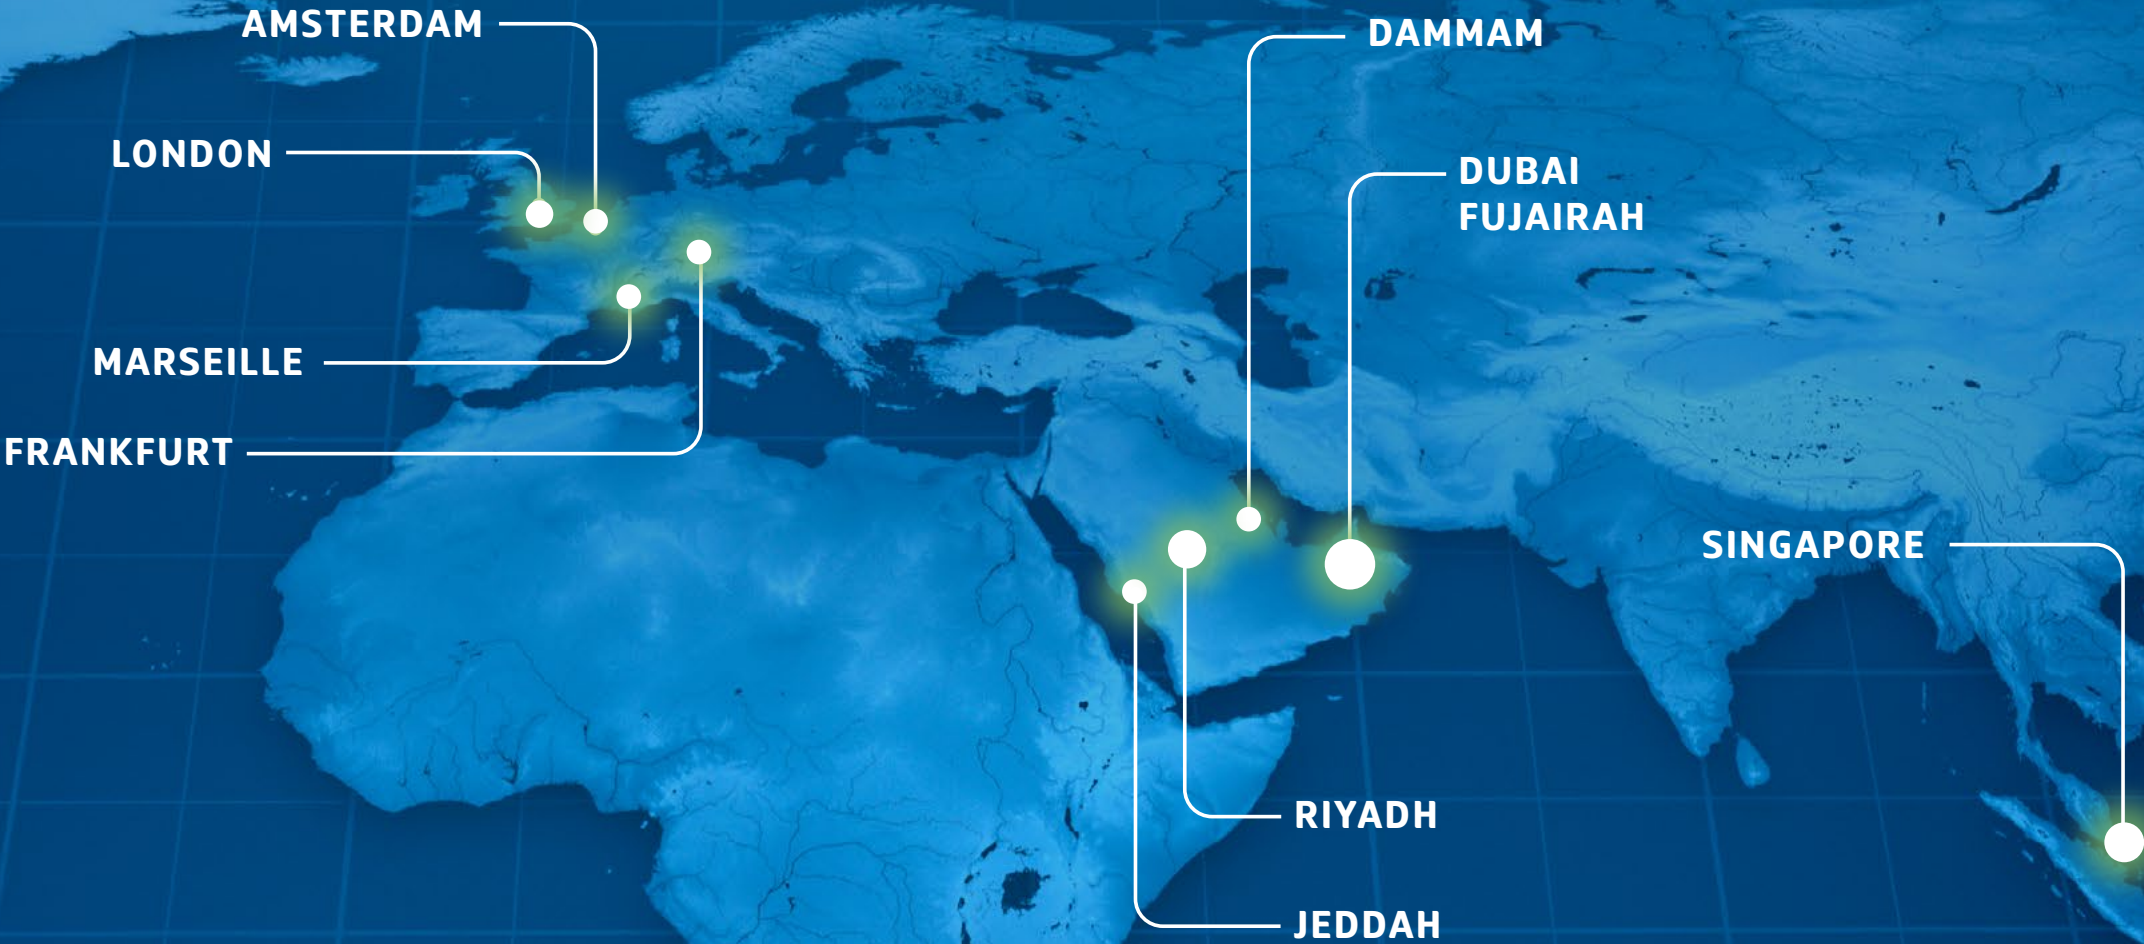 AMSTERDAM
DAMMAM
LONDON
DUBAI
FUJAIRAH
MARSEILLE
FRANKFURT
SINGAPORE
RIYADH
JEDDAH